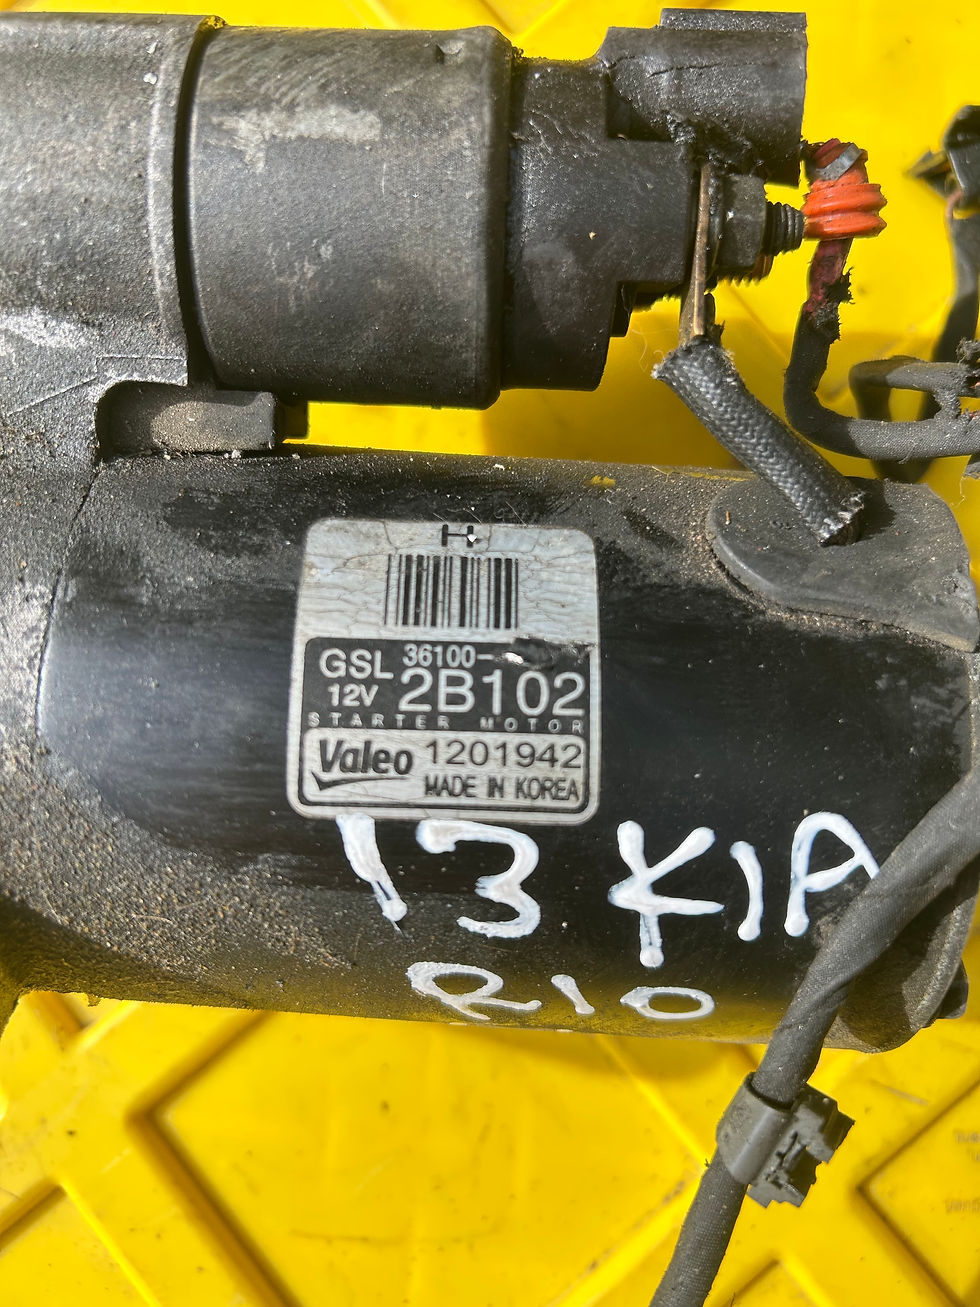 H
GSL 36100-
12V 2B102
STARTER MOTOR
Valeo 1201942
MADE IN KOREA
13 KIA
RIO